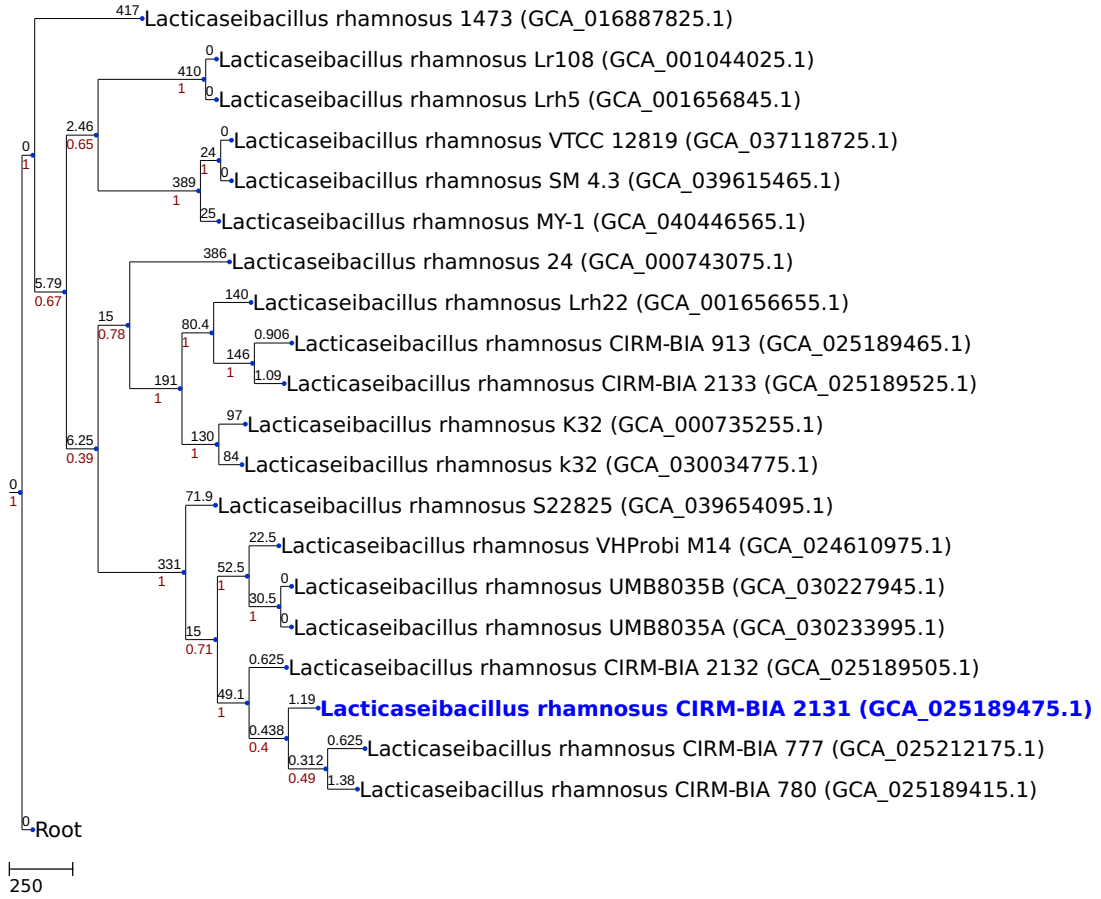 417 Lacticaseibacillus rhamnosus 1473 (GCA_016887825.1)
0 Lacticaseibacillus rhamnosus Lr108 (GCA_001044025.1)
410
1
0 Lacticaseibacillus rhamnosus Lrh5 (GCA_001656845.1)
2.46
0.65
0 Lacticaseibacillus rhamnosus VTCC 12819 (GCA_037118725.1)
24
1
0
1
0 Lacticaseibacillus rhamnosus SM 4.3 (GCA_039615465.1)
389
1
25 Lacticaseibacillus rhamnosus MY-1 (GCA_040446565.1)
386 Lacticaseibacillus rhamnosus 24 (GCA_000743075.1)
5.79
0.67
140 Lacticaseibacillus rhamnosus Lrh22 (GCA_001656655.1)
15
0.78
80.4
1
0.906 Lacticaseibacillus rhamnosus CIRM-BIA 913 (GCA_025189465.1)
146
1
1.09 Lacticaseibacillus rhamnosus CIRM-BIA 2133 (GCA_025189525.1)
191
1
97 Lacticaseibacillus rhamnosus K32 (GCA_000735255.1)
130
1
6.25
0.39
84 Lacticaseibacillus rhamnosus k32 (GCA_030034775.1)
0
1
71.9 Lacticaseibacillus rhamnosus S22825 (GCA_039654095.1)
22.5 Lacticaseibacillus rhamnosus VHProbi M14 (GCA_024610975.1)
331
1
52.5
1
0 Lacticaseibacillus rhamnosus UMB8035B (GCA_030227945.1)
30.5
1
0 Lacticaseibacillus rhamnosus UMB8035A (GCA_030233995.1)
15
0.71
0.625 Lacticaseibacillus rhamnosus CIRM-BIA 2132 (GCA_025189505.1)
49.1
1
1.19 Lacticaseibacillus rhamnosus CIRM-BIA 2131 (GCA_025189475.1)
0.438
0.4
0.625 Lacticaseibacillus rhamnosus CIRM-BIA 777 (GCA_025212175.1)
0.312
0.49
1.38 Lacticaseibacillus rhamnosus CIRM-BIA 780 (GCA_025189415.1)
0 Root
250